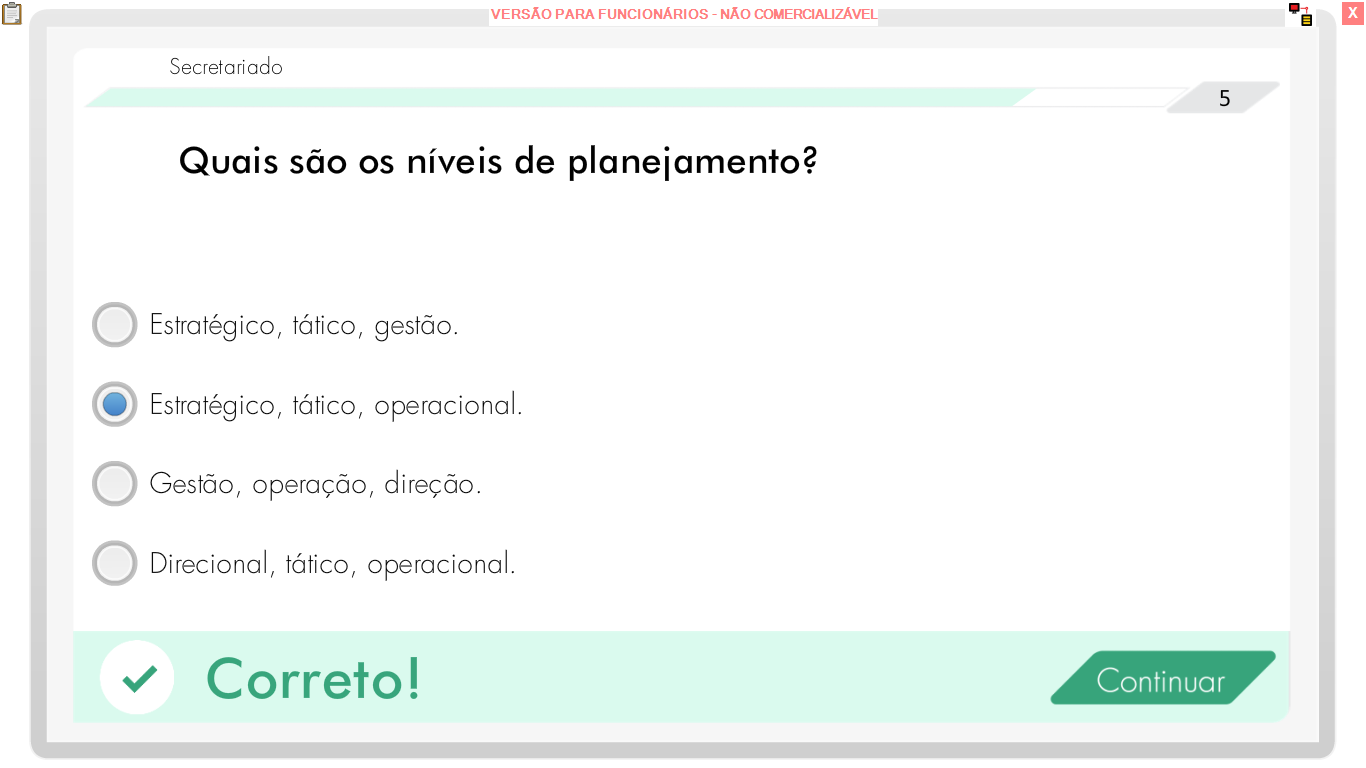 VERSÃO PARA FUNCIONÁRIOS - NÃO COMERCIALIZÁVEL
X
Secretariado
5
Quais são os níveis de planejamento?
Estratégico, tático, gestão.
Estratégico, tático, operacional.
Gestão, operação, direção.
Direcional, tático, operacional.
Correto!
Continuar